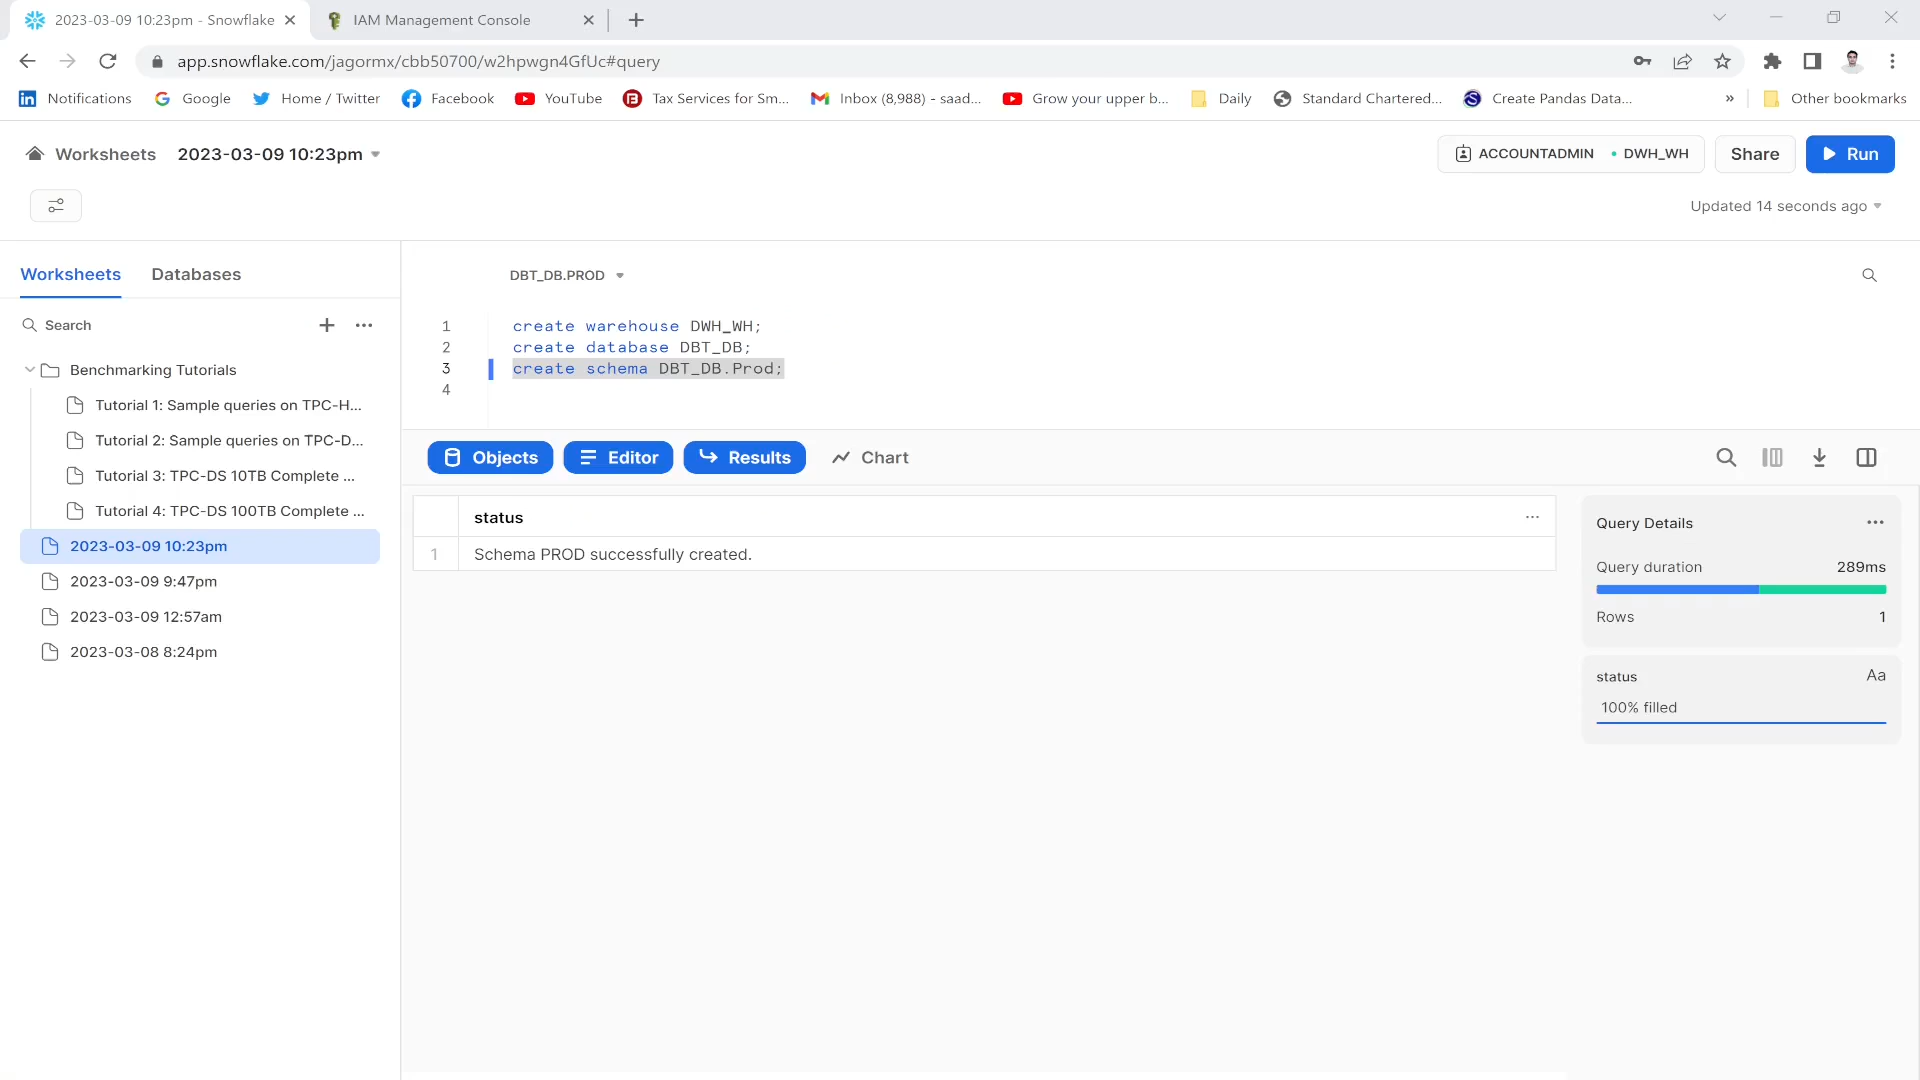 2023-03-09 10:23pm - Snowflake
IAM Management Console
app.snowflake.com/jagormx/cbb50700/w2hpwgn4GfUc#query
Notifications
Google
Home / Twitter
Facebook
YouTube
Tax Services for Sm...
Inbox (8,988) - saad...
Grow your upper b...
Daily
Standard Chartered...
Create Pandas Data...
»
Other bookmarks
Worksheets
2023-03-09 10:23pm
ACCOUNTADMIN • DWH_WH
Share
Run
Updated 14 seconds ago
Worksheets
Databases
DBT_DB.PROD
Search
1 create warehouse DWH_WH;
2 create database DBT_DB;
3 create schema DBT_DB.Prod;
4
Benchmarking Tutorials
Tutorial 1: Sample queries on TPC-H...
Tutorial 2: Sample queries on TPC-D...
Tutorial 3: TPC-DS 10TB Complete ...
Tutorial 4: TPC-DS 100TB Complete ...
2023-03-09 10:23pm
2023-03-09 9:47pm
2023-03-09 12:57am
2023-03-08 8:24pm
Objects
Editor
Results
Chart
status
1 Schema PROD successfully created.
Query Details
Query duration 289ms
Rows 1
status Aa
100% filled